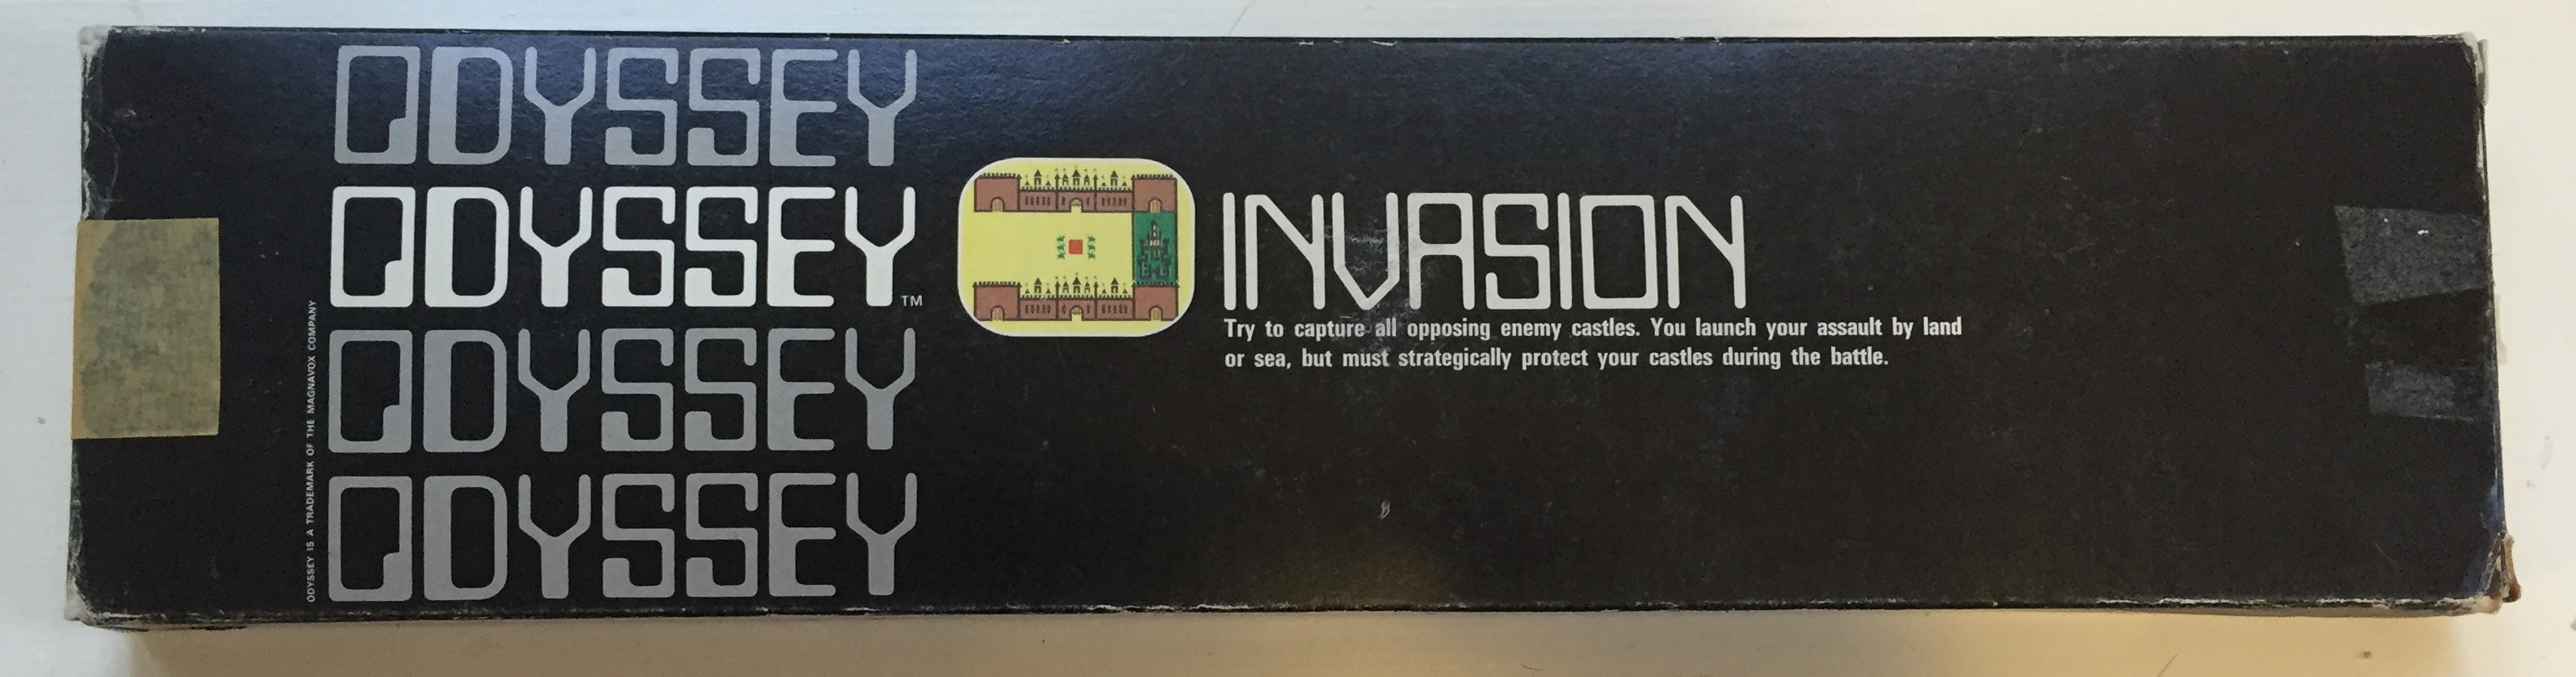 ODYSSEY
ODYSSEY™
ODYSSEY
ODYSSEY
ODYSSEY IS A TRADEMARK OF THE MAGNAVOX COMPANY
INVASION
Try to capture all opposing enemy castles. You launch your assault by land
or sea, but must strategically protect your castles during the battle.